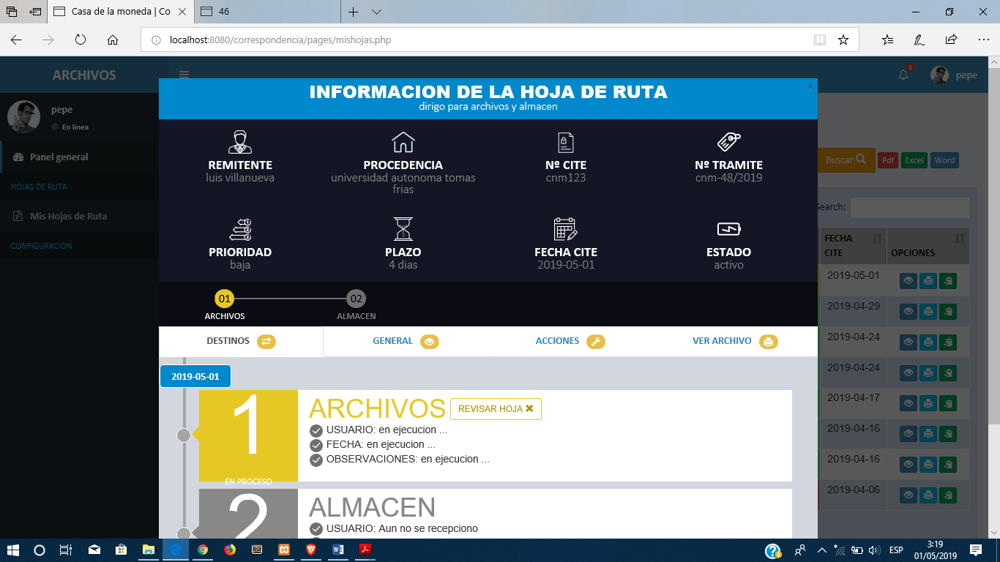 Casa de la moneda | Co
46
localhost:8080/correspondencia/pages/mishojas.php
ARCHIVOS
1
pepe
pepe
En linea
Panel general
HOJAS DE RUTA
Mis Hojas de Ruta
CONFIGURACION
INFORMACION DE LA HOJA DE RUTA
×
dirigo para archivos y almacen
REMITENTE
luis villanueva
PROCEDENCIA
universidad autonoma tomas
frias
Nº CITE
cnm123
Nº TRAMITE
cnm-48/2019
PRIORIDAD
baja
PLAZO
4 dias
FECHA CITE
2019-05-01
ESTADO
activo
01
ARCHIVOS
02
ALMACEN
DESTINOS
GENERAL
ACCIONES
VER ARCHIVO
2019-05-01
1
EN PROCESO
ARCHIVOS
REVISAR HOJA
USUARIO: en ejecucion ...
FECHA: en ejecucion ...
OBSERVACIONES: en ejecucion ...
2
ALMACEN
USUARIO: Aun no se recepciono
Buscar
Pdf
Excel
Word
Search:
FECHA
CITE
OPCIONES
2019-05-01
2019-04-29
2019-04-24
2019-04-24
2019-04-17
2019-04-16
2019-04-16
2019-04-06
ESP
3:19
01/05/2019